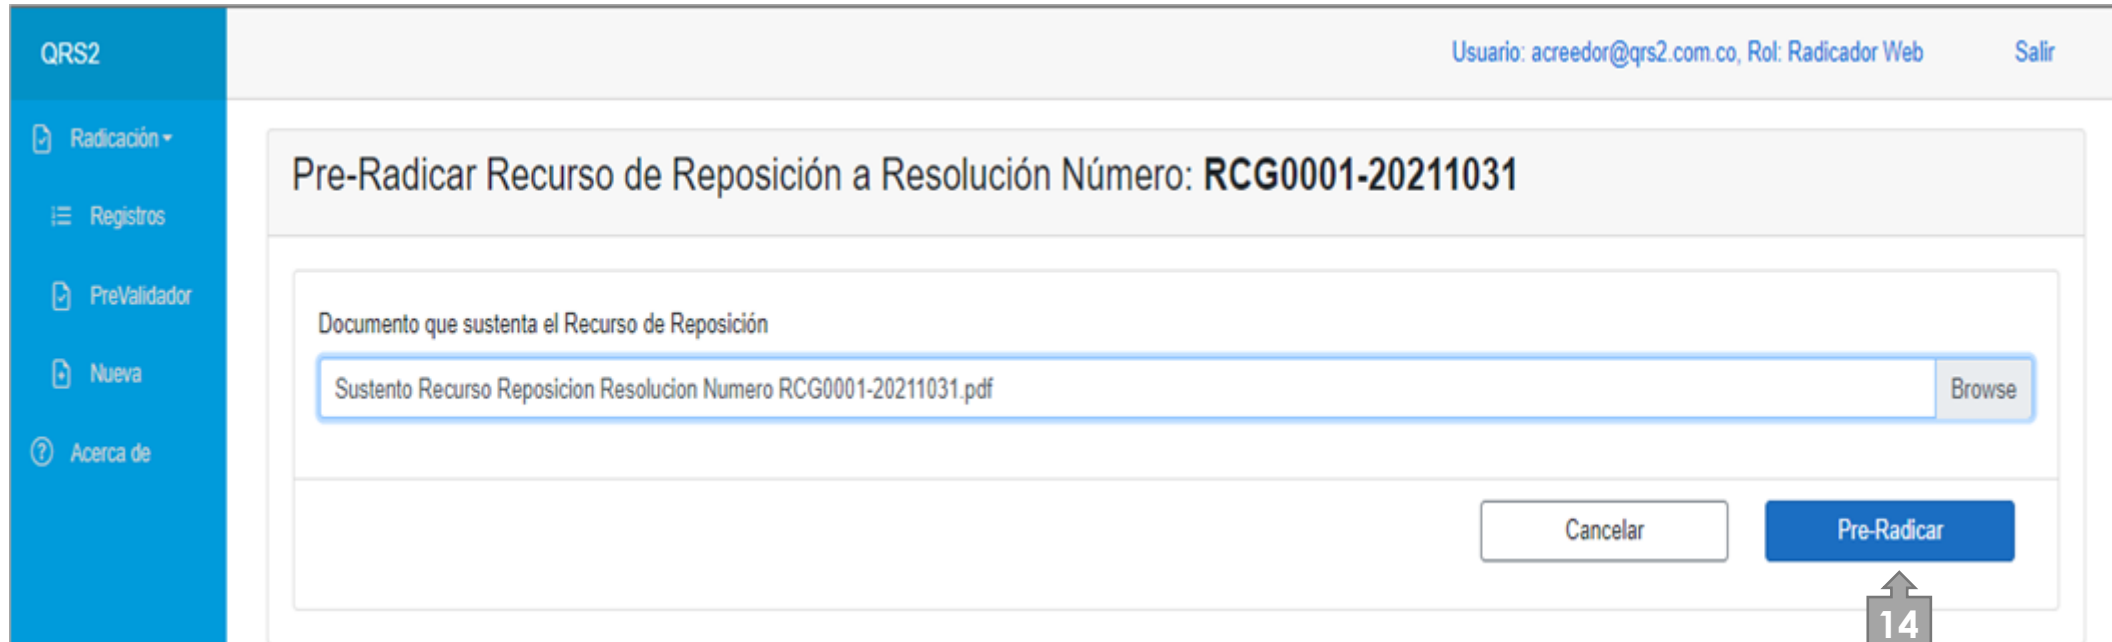 QRS2
Usuario: acreedor@qrs2.com.co, Rol: Radicador Web
Salir
Radicación
Registros
PreValidador
Nueva
Acerca de
Pre-Radicar Recurso de Reposición a Resolución Número: RCG0001-20211031
Documento que sustenta el Recurso de Reposición
Sustento Recurso Reposicion Resolucion Numero RCG0001-20211031.pdf
Browse
Cancelar
Pre-Radicar
14